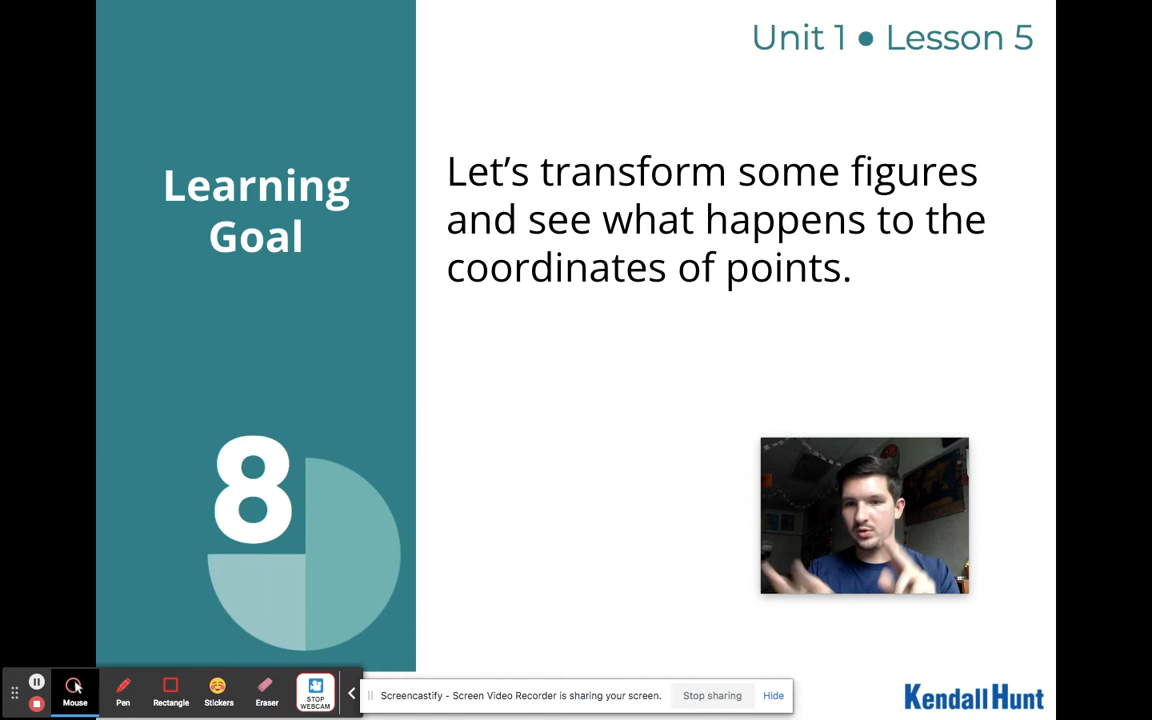 Unit 1 ● Lesson 5
Learning
Goal
Let's transform some figures
and see what happens to the
coordinates of points.
8
Mouse
Pen
Rectangle
Stickers
Eraser
STOP
WEBCAM
Screencastify - Screen Video Recorder is sharing your screen.
Stop sharing
Hide
Kendall Hunt